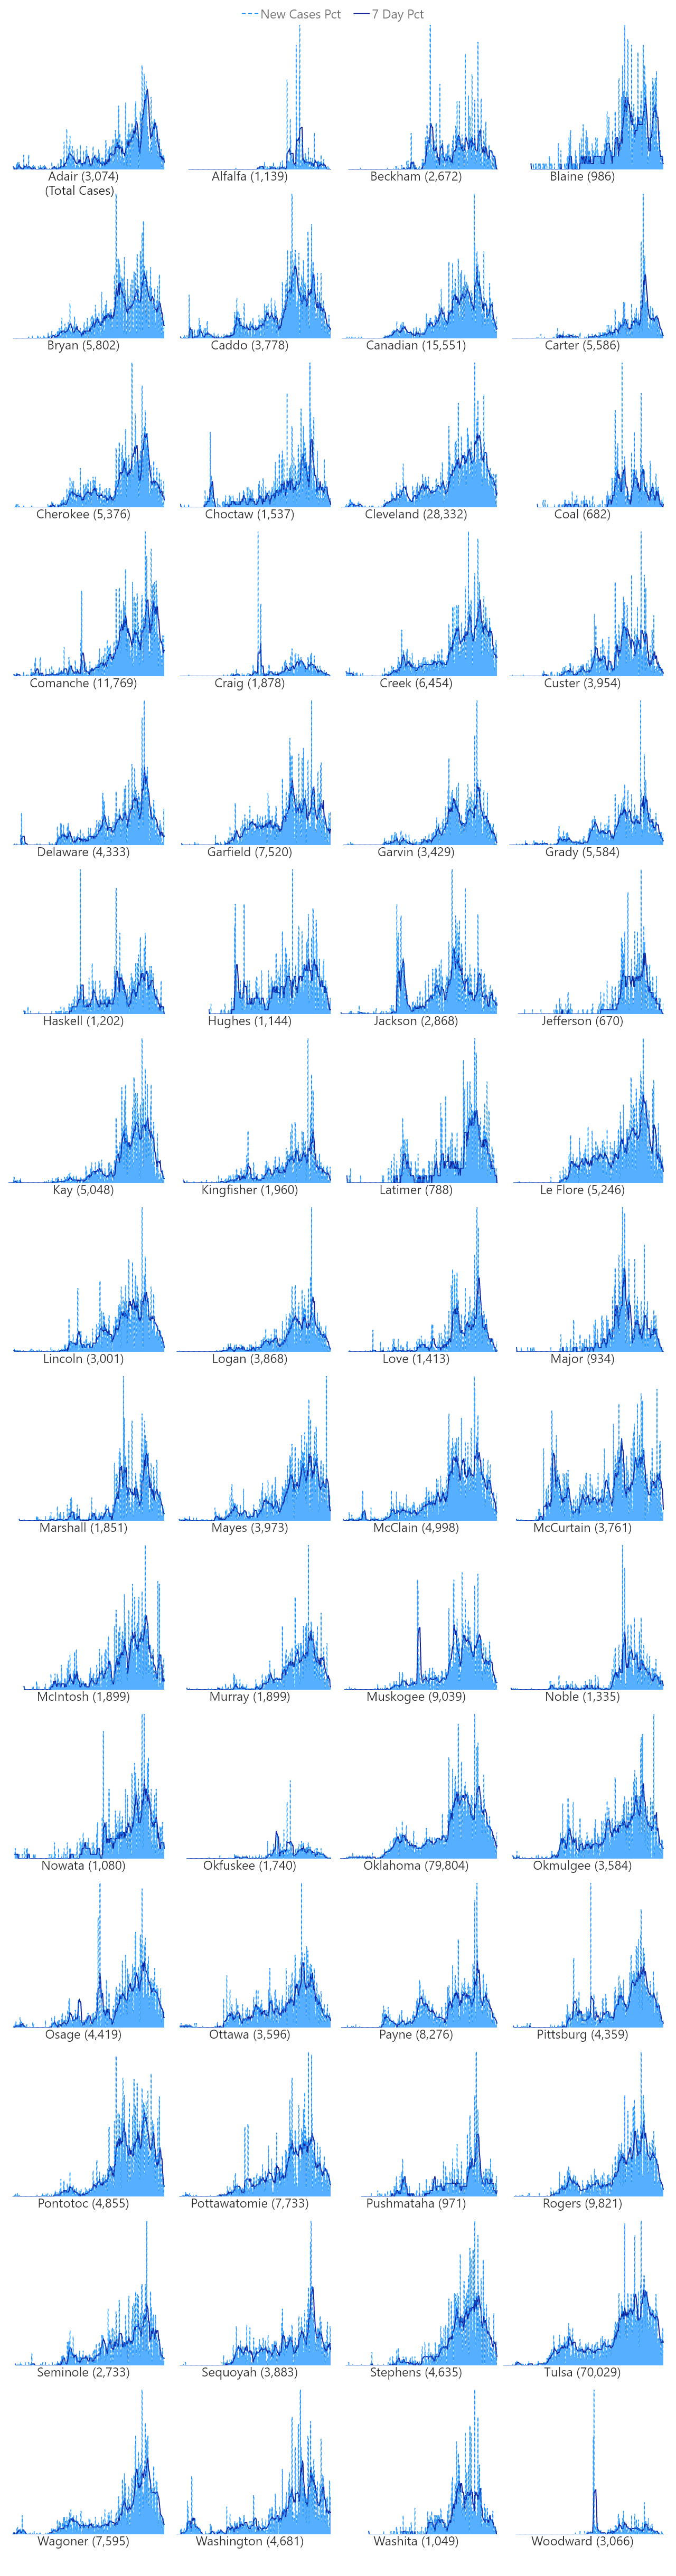 New Cases Pct 7 Day Pct
Adair (3,074) Alfalfa (1,139) Beckham (2,672) Blaine (986)
(Total Cases)
Bryan (5,802) Caddo (3,778) Canadian (15,551) Carter (5,586)
Cherokee (5,376) Choctaw (1,537) Cleveland (28,332) Coal (682)
Comanche (11,769) Craig (1,878) Creek (6,454) Custer (3,954)
Delaware (4,333) Garfield (7,520) Garvin (3,429) Grady (5,584)
Haskell (1,202) Hughes (1,144) Jackson (2,868) Jefferson (670)
Kay (5,048) Kingfisher (1,960) Latimer (788) Le Flore (5,246)
Lincoln (3,001) Logan (3,868) Love (1,413) Major (934)
Marshall (1,851) Mayes (3,973) McClain (4,998) McCurtain (3,761)
McIntosh (1,899) Murray (1,899) Muskogee (9,039) Noble (1,335)
Nowata (1,080) Okfuskee (1,740) Oklahoma (79,804) Okmulgee (3,584)
Osage (4,419) Ottawa (3,596) Payne (8,276) Pittsburg (4,359)
Pontotoc (4,855) Pottawatomie (7,733) Pushmataha (971) Rogers (9,821)
Seminole (2,733) Sequoyah (3,883) Stephens (4,635) Tulsa (70,029)
Wagoner (7,595) Washington (4,681) Washita (1,049) Woodward (3,066)